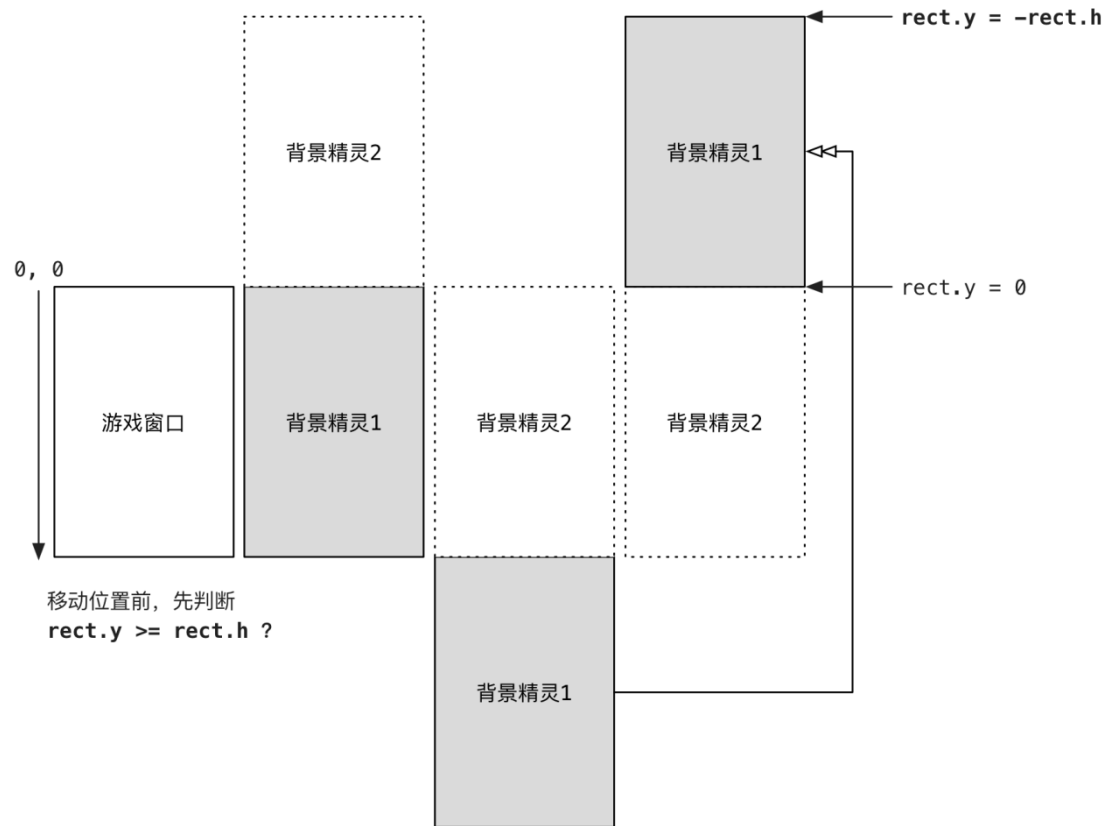 rect.y = -rect.h
背景精灵2
背景精灵1
0, 0
rect.y = 0
游戏窗口
背景精灵1
背景精灵2
背景精灵2
移动位置前，先判断
rect.y >= rect.h ?
背景精灵1